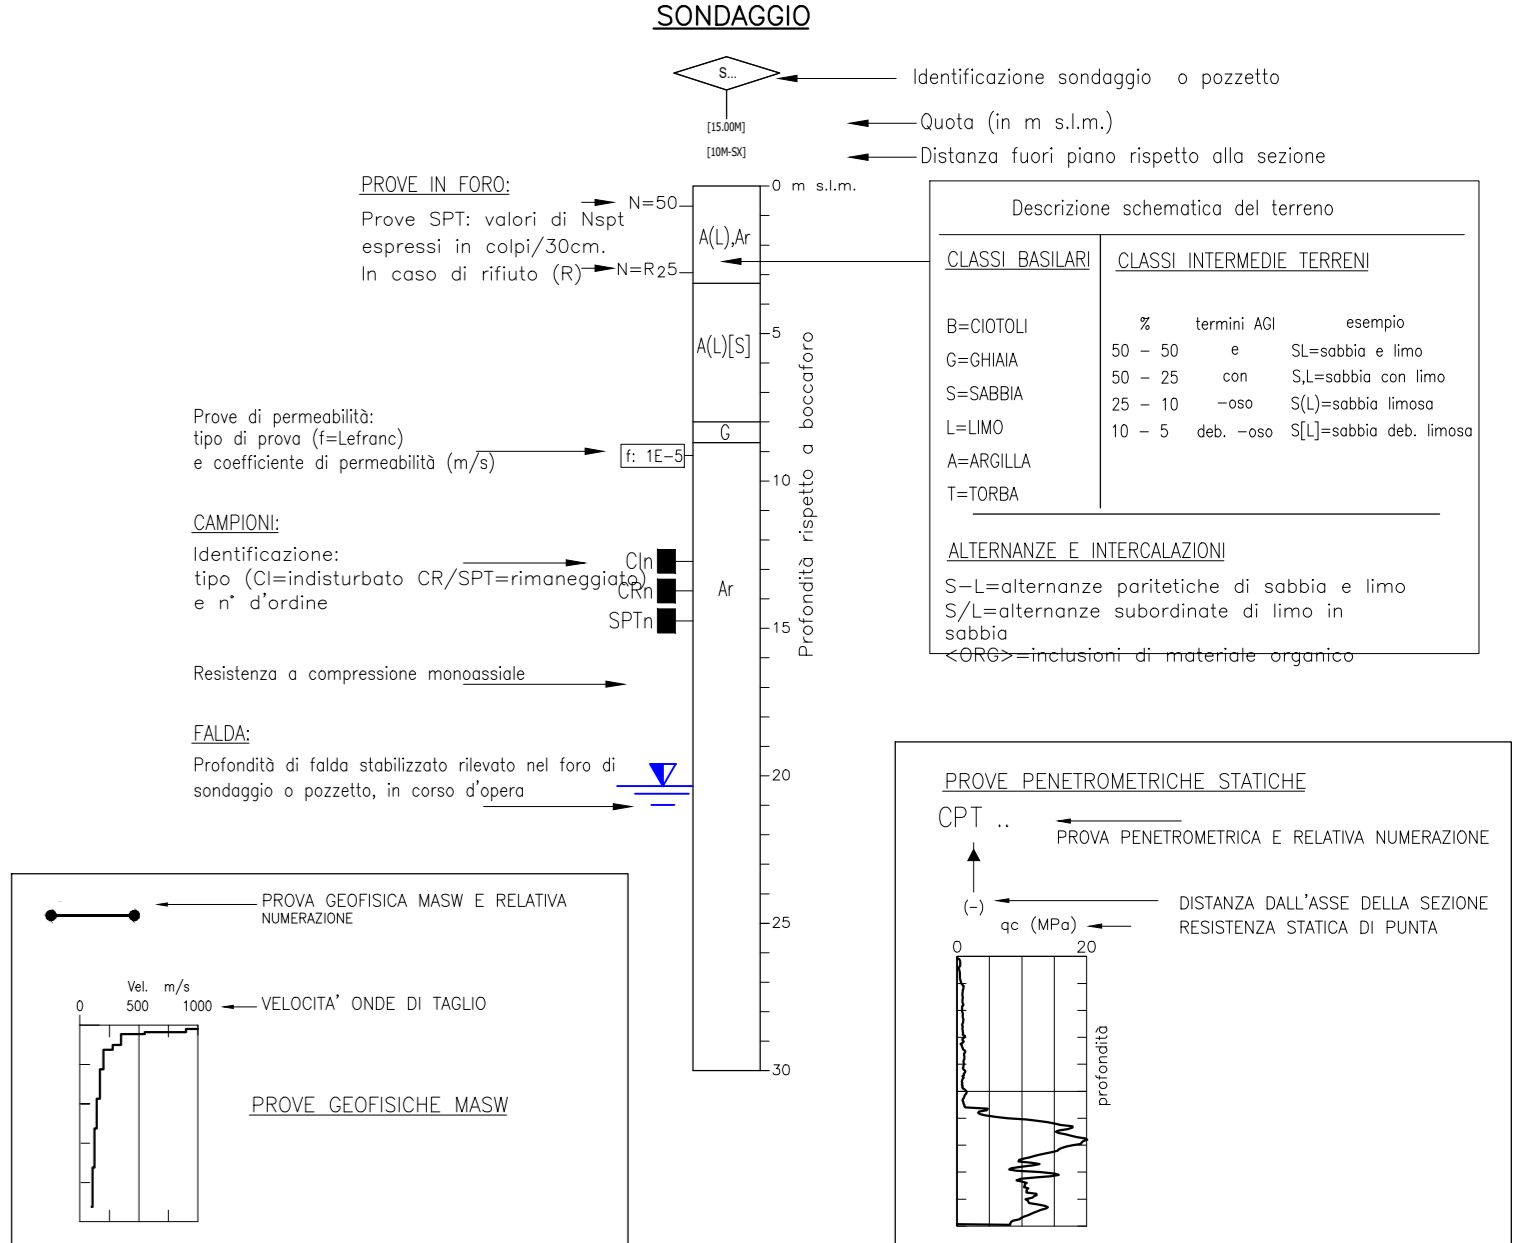 SONDAGGIO
S...
Identificazione sondaggio o pozzetto
[15.00M]
Quota (in m s.l.m.)
[10M-SX]
Distanza fuori piano rispetto alla sezione
PROVE IN FORO:
Prove SPT: valori di Nspt
espressi in colpi/30cm.
In caso di rifiuto (R)
N=50
N=R25
0 m s.l.m.
5
10
15
20
25
30
A(L),Ar
A(L)[S]
G
Ar
Profondità rispetto a boccaforo
Descrizione schematica del terreno
CLASSI BASILARI
B=CIOTOLI
G=GHIAIA
S=SABBIA
L=LIMO
A=ARGILLA
T=TORBA
CLASSI INTERMEDIE TERRENI
% termini AGI esempio
50 – 50 e SL=sabbia e limo
50 – 25 con S,L=sabbia con limo
25 – 10 –oso S(L)=sabbia limosa
10 – 5 deb. –oso S[L]=sabbia deb. limosa
ALTERNANZE E INTERCALAZIONI
S–L=alternanze paritetiche di sabbia e limo
S/L=alternanze subordinate di limo in
sabbia
<ORG>=inclusioni di materiale organico
Prove di permeabilità:
tipo di prova (f=Lefranc)
e coefficiente di permeabilità (m/s)
f: 1E–5
CAMPIONI:
Identificazione:
tipo (CI=indisturbato CR/SPT=rimaneggiato)
e n° d'ordine
CIn
CRn
SPTn
Resistenza a compressione monoassiale
FALDA:
Profondità di falda stabilizzato rilevato nel foro di
sondaggio o pozzetto, in corso d'opera
PROVA GEOFISICA MASW E RELATIVA
NUMERAZIONE
Vel. m/s
0 500 1000
VELOCITA' ONDE DI TAGLIO
PROVE GEOFISICHE MASW
PROVE PENETROMETRICHE STATICHE
CPT ..
PROVA PENETROMETRICA E RELATIVA NUMERAZIONE
(–)
DISTANZA DALL'ASSE DELLA SEZIONE
qc (MPa)
RESISTENZA STATICA DI PUNTA
0 20
profondità